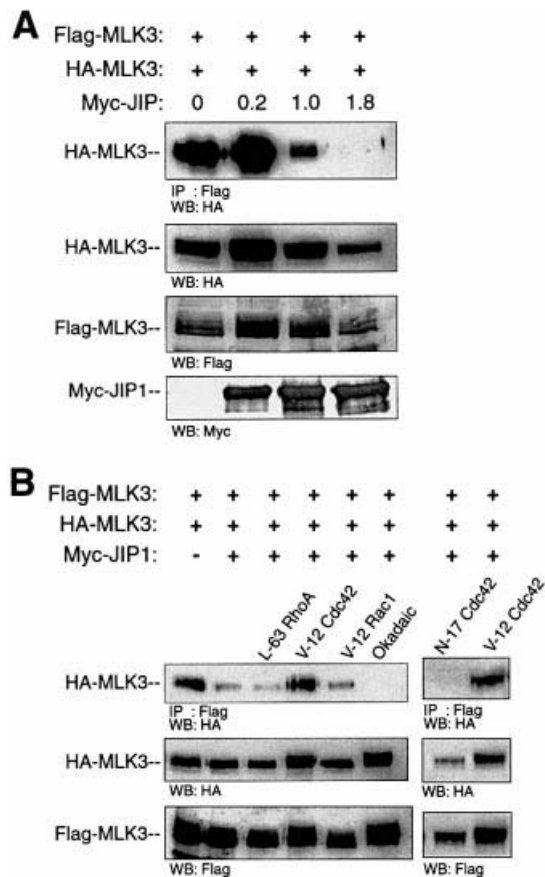 A
Flag-MLK3: + + + +
HA-MLK3: + + + +
Myc-JIP: 0 0.2 1.0 1.8
HA-MLK3--
IP : Flag
WB: HA
HA-MLK3--
WB: HA
Flag-MLK3--
WB: Flag
Myc-JIP1--
WB: Myc
B
Flag-MLK3: + + + + + + + +
HA-MLK3: + + + + + + + +
Myc-JIP1: - + + + + + + +
L-63 RhoA
V-12 Cdc42
V-12 Rac1
Okadaic
N-17 Cdc42
V-12 Cdc42
HA-MLK3--
IP : Flag
WB: HA
IP : Flag
WB: HA
HA-MLK3--
WB: HA
WB: HA
Flag-MLK3--
WB: Flag
WB: Flag